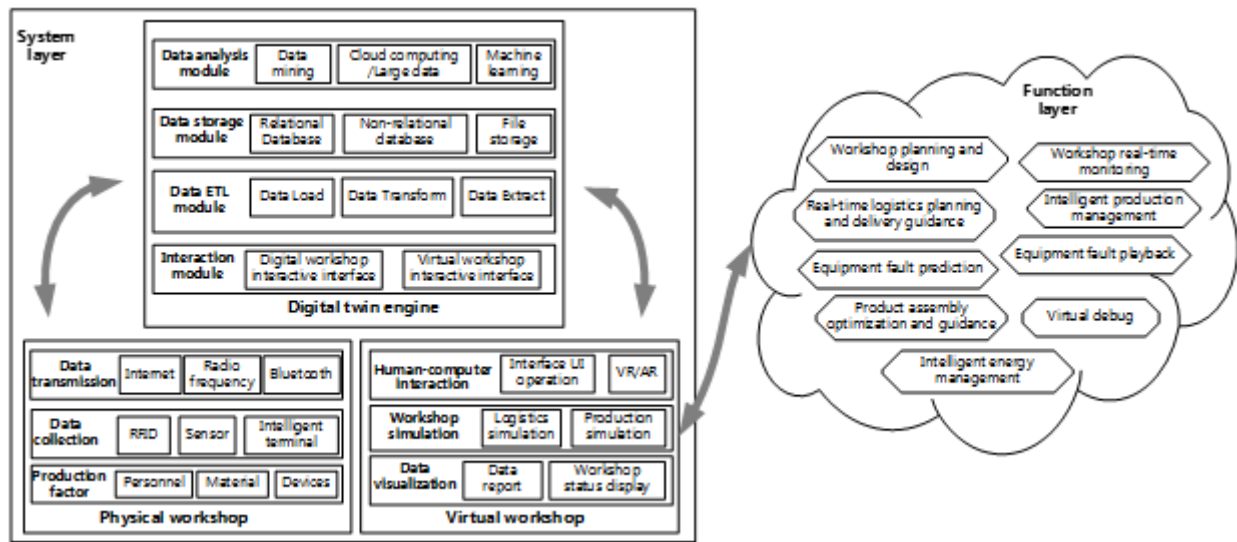 System
layer
Data analysis
module
Data
mining
Cloud computing
/Large data
Machine
learning
Data storage
module
Relational
Database
Non-relational
database
File
storage
Data ETL
module
Data Load
Data Transform
Data Extract
Interaction
module
Digital workshop
interactive interface
Virtual workshop
interactive interface
Digital twin engine
Data
transmission
Internet
Radio
frequency
Bluetooth
Data
collection
RFID
Sensor
Intelligent
terminal
Production
factor
Personnel
Material
Devices
Physical workshop
Human-computer
interaction
Interface UI
operation
VR/AR
Workshop
simulation
Logistics
simulation
Production
simulation
Data
visualization
Data
report
Workshop
status display
Virtual workshop
Function
layer
Workshop planning and
design
Workshop real-time
monitoring
Real-time logistics planning
and delivery guidance
Intelligent production
management
Equipment fault prediction
Equipment fault playback
Product assembly
optimization and guidance
Virtual debug
Intelligent energy
management